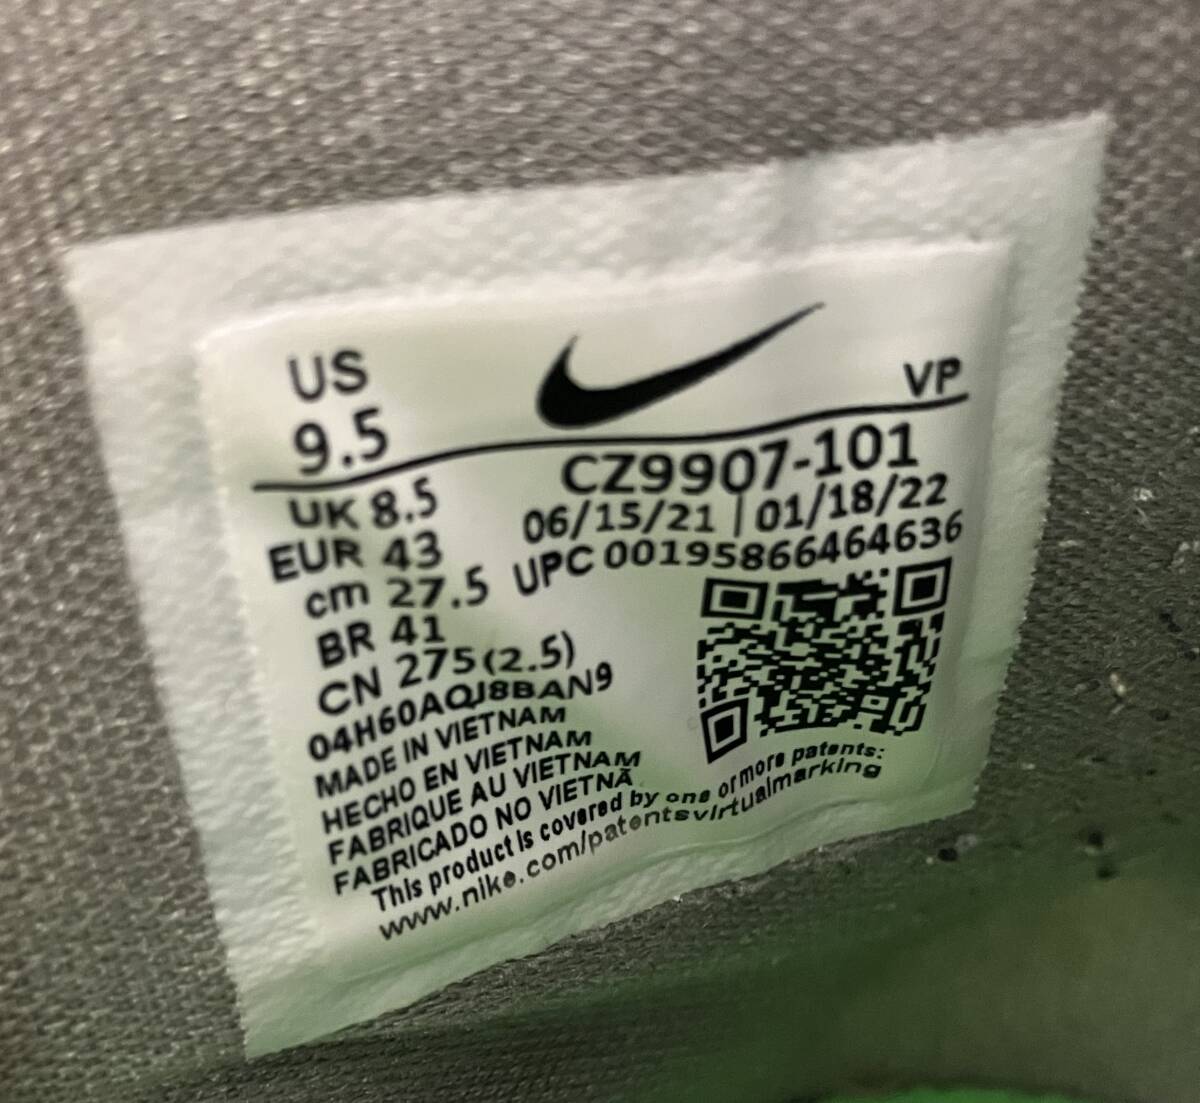 US
9.5
VP
UK 8.5
EUR 43
cm 27.5
BR 41
CN 275(2.5)
CZ9907-101
06/15/21 | 01/18/22
UPC 00195866464636
04H60AQJ8BAN9
MADE IN VIETNAM
HECHO EN VIETNAM
FABRIQUE AU VIETNAM
FABRICADO NO VIETNÃ
This product is covered by one or more patents:
www.nike.com/patentsvirtualmarking